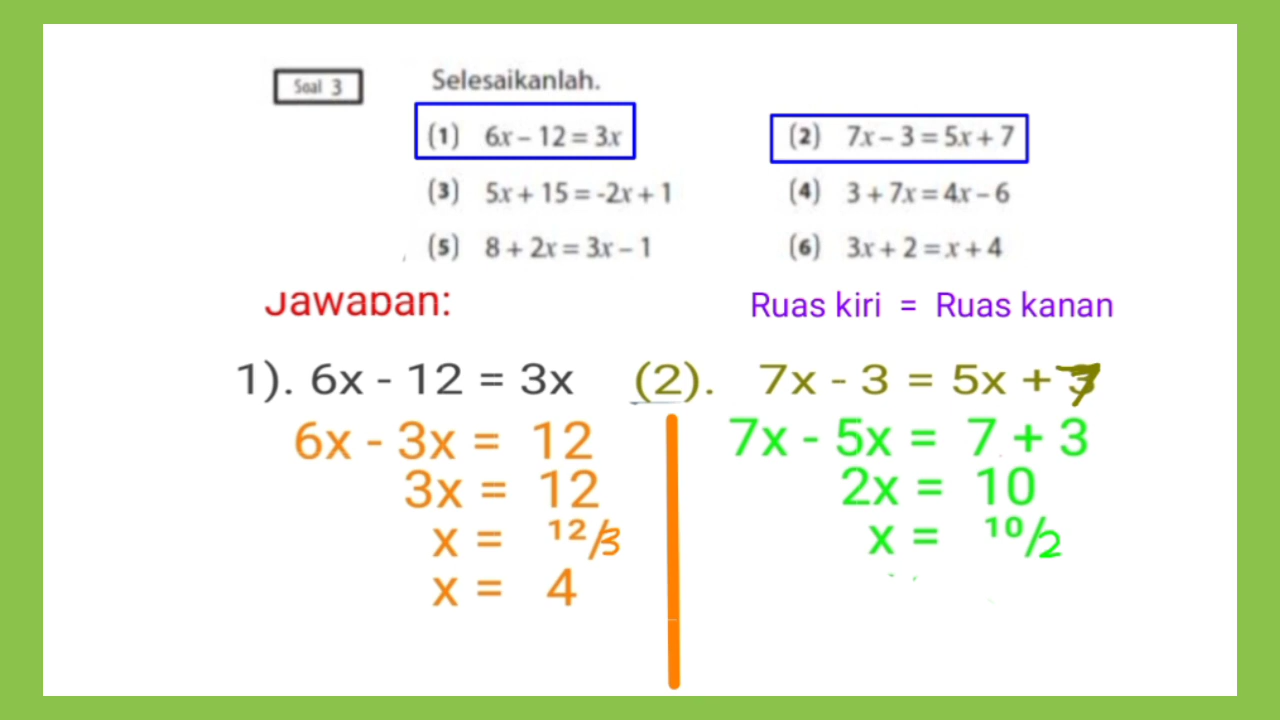 Soal 3 Selesaikanlah.
(1) 6x – 12 = 3x (2) 7x – 3 = 5x + 7
(3) 5x + 15 = -2x + 1 (4) 3 + 7x = 4x – 6
(5) 8 + 2x = 3x – 1 (6) 3x + 2 = x + 4
Jawaban: Ruas kiri = Ruas kanan
1). 6x - 12 = 3x (2). 7x - 3 = 5x + 7
6x - 3x = 12 7x - 5x = 7 + 3
3x = 12 2x = 10
x = ¹²/3 x = ¹⁰/2
x = 4